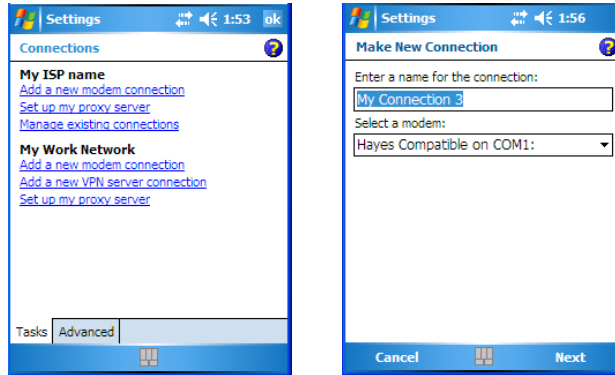 Settings 1:53 ok
Connections
My ISP name
Add a new modem connection
Set up my proxy server
Manage existing connections
My Work Network
Add a new modem connection
Add a new VPN server connection
Set up my proxy server
Tasks Advanced
Settings 1:56
Make New Connection
Enter a name for the connection:
My Connection 3
Select a modem:
Hayes Compatible on COM1:
Cancel Next